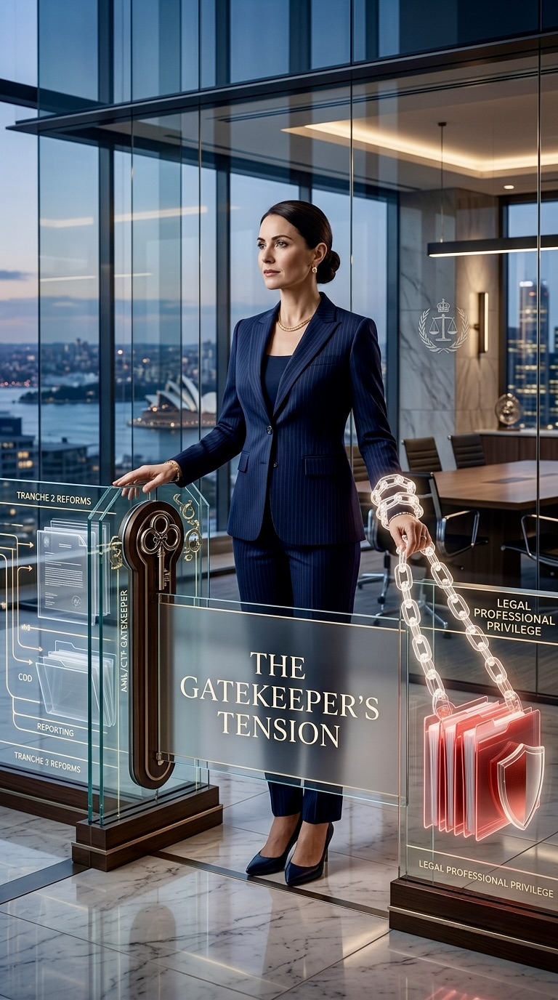 TRANCHE 2 REFORMS
CDD
REPORTING
TRANCHE 3 REFORMS
AML/CTF GATEKEEPER
THE
GATEKEEPER'S
TENSION
LEGAL
PROFESSIONAL
PRIVILEGE
LEGAL PROFESSIONAL PRIVILEGE